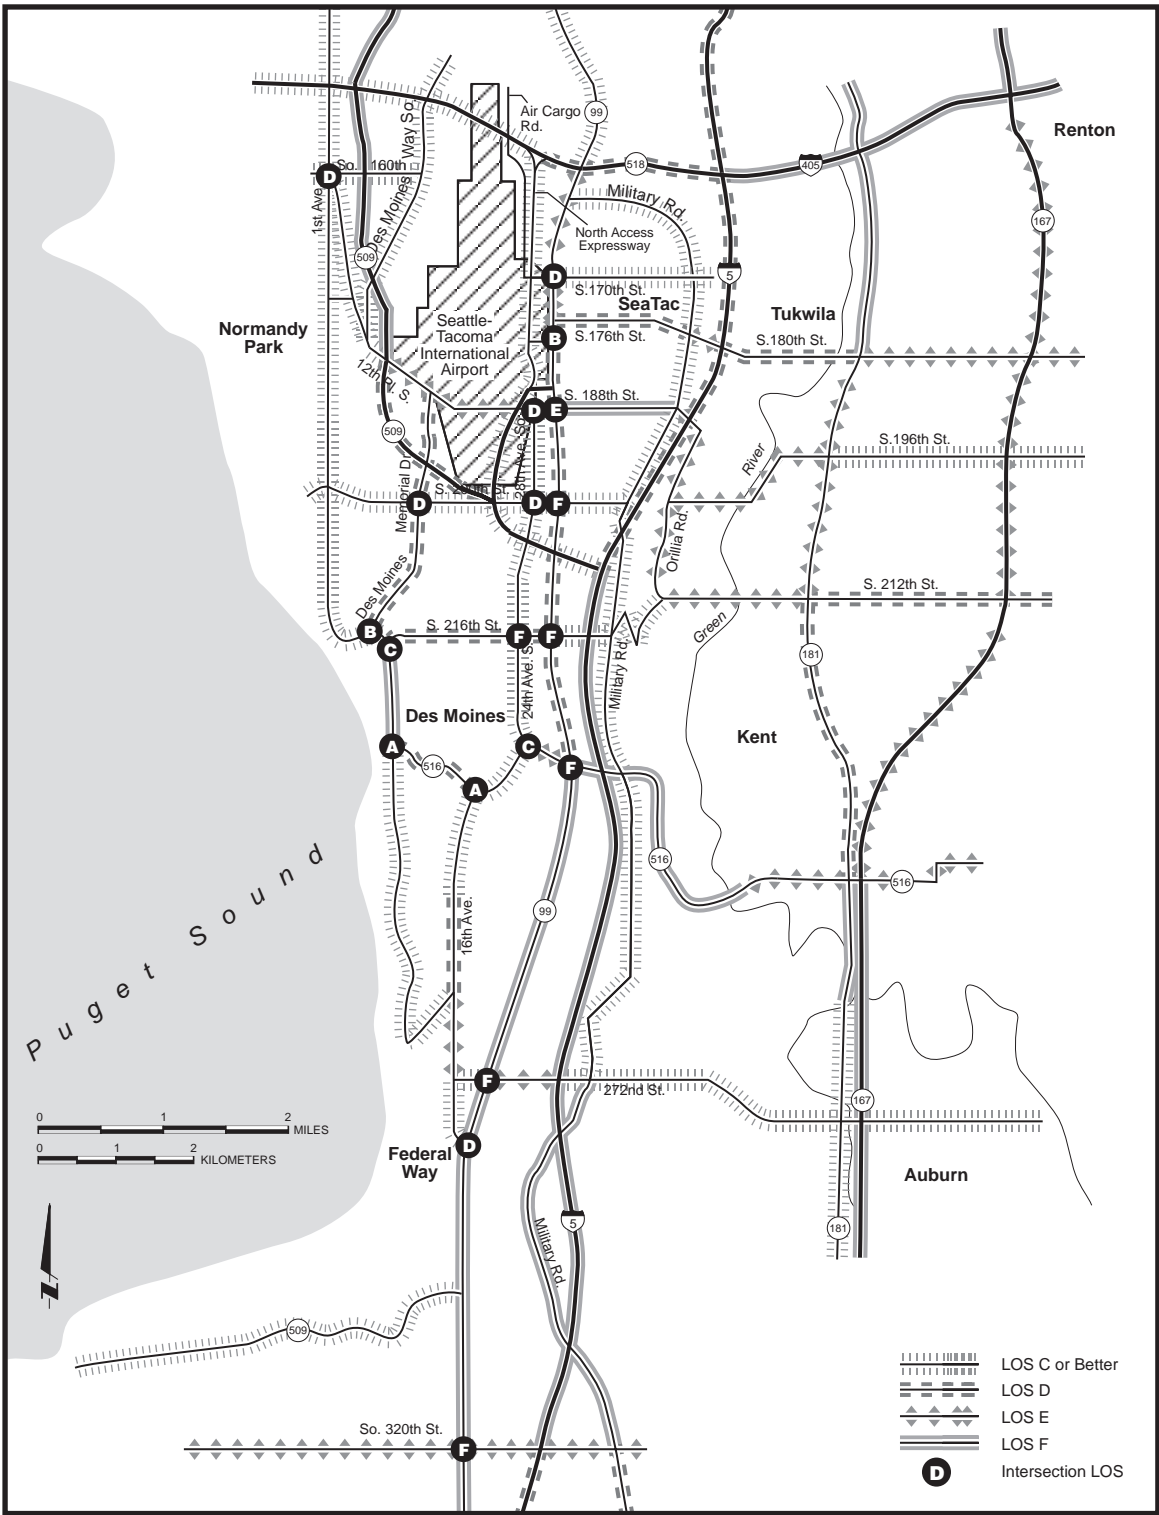 Air Cargo
Rd.
99
Renton
So. 160th
D
518
405
1st Ave.
Des Moines Way So.
Military Rd.
167
North Access
Expressway
509
D
S.170th St.
5
SeaTac
Tukwila
Normandy
Park
Seattle-
Tacoma
International
Airport
B
S.176th St.
S.180th St.
12th Pl. S.
S. 188th St.
D
E
509
28th Ave. So.
S.196th St.
River
Memorial Dr.
S. 200th St.
D
D
F
Orillia Rd.
Des Moines
S. 212th St.
Green
B
S. 216th St.
F
F
C
Military Rd.
181
24th Ave. S.
Des Moines
Kent
A
C
516
F
A
516
516
Puget Sound
16th Ave.
99
F
272nd St.
167
0 1 2
MILES
0 1 2
KILOMETERS
Federal
Way
D
Auburn
N
Military Rd.
5
181
509
So. 320th St.
F
LOS C or Better
LOS D
LOS E
LOS F
D
Intersection LOS